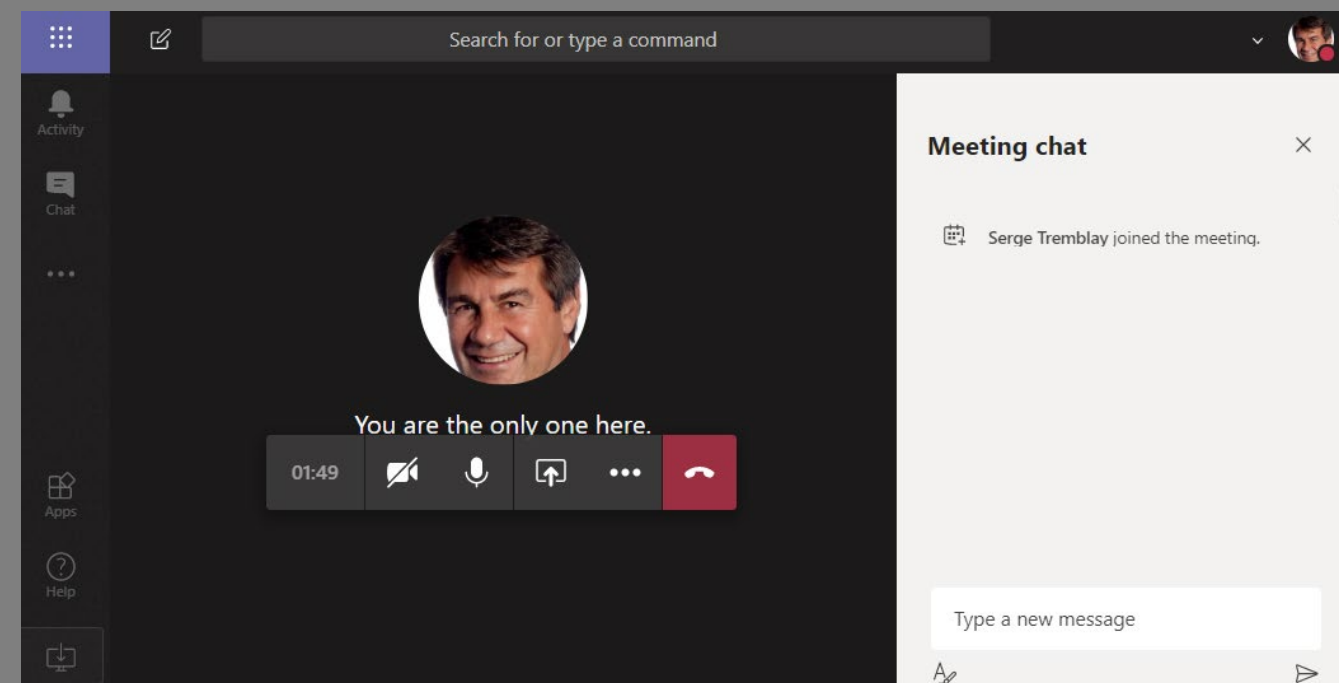 Search for or type a command
Activity
Chat
Apps
Help
You are the only one here.
01:49
Meeting chat
Serge Tremblay joined the meeting.
Type a new message